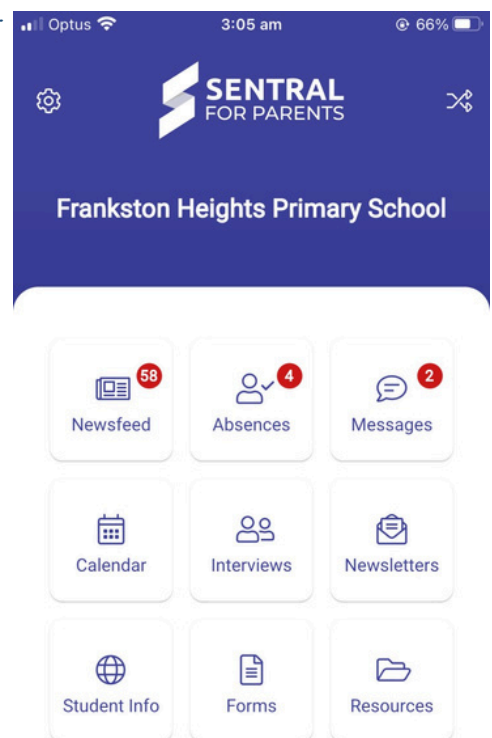 Optus 3:05 am 66%
SENTRAL
FOR PARENTS
Frankston Heights Primary School
58 4 2
Newsfeed Absences Messages
Calendar Interviews Newsletters
Student Info Forms Resources